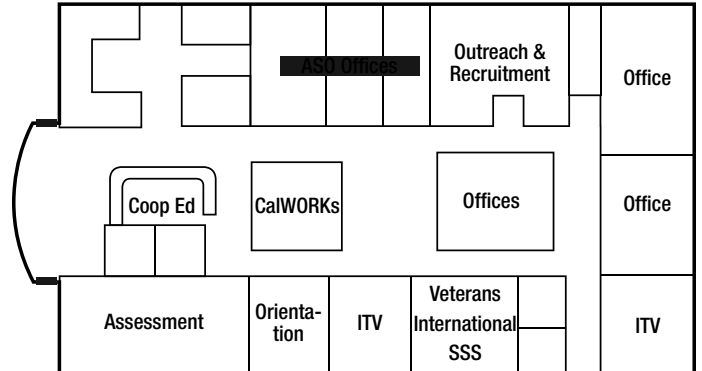 ASO Offices
Outreach &
Recruitment
Office
Coop Ed
CalWORKs
Offices
Office
Assessment
Orienta-
tion
ITV
Veterans
International
SSS
ITV